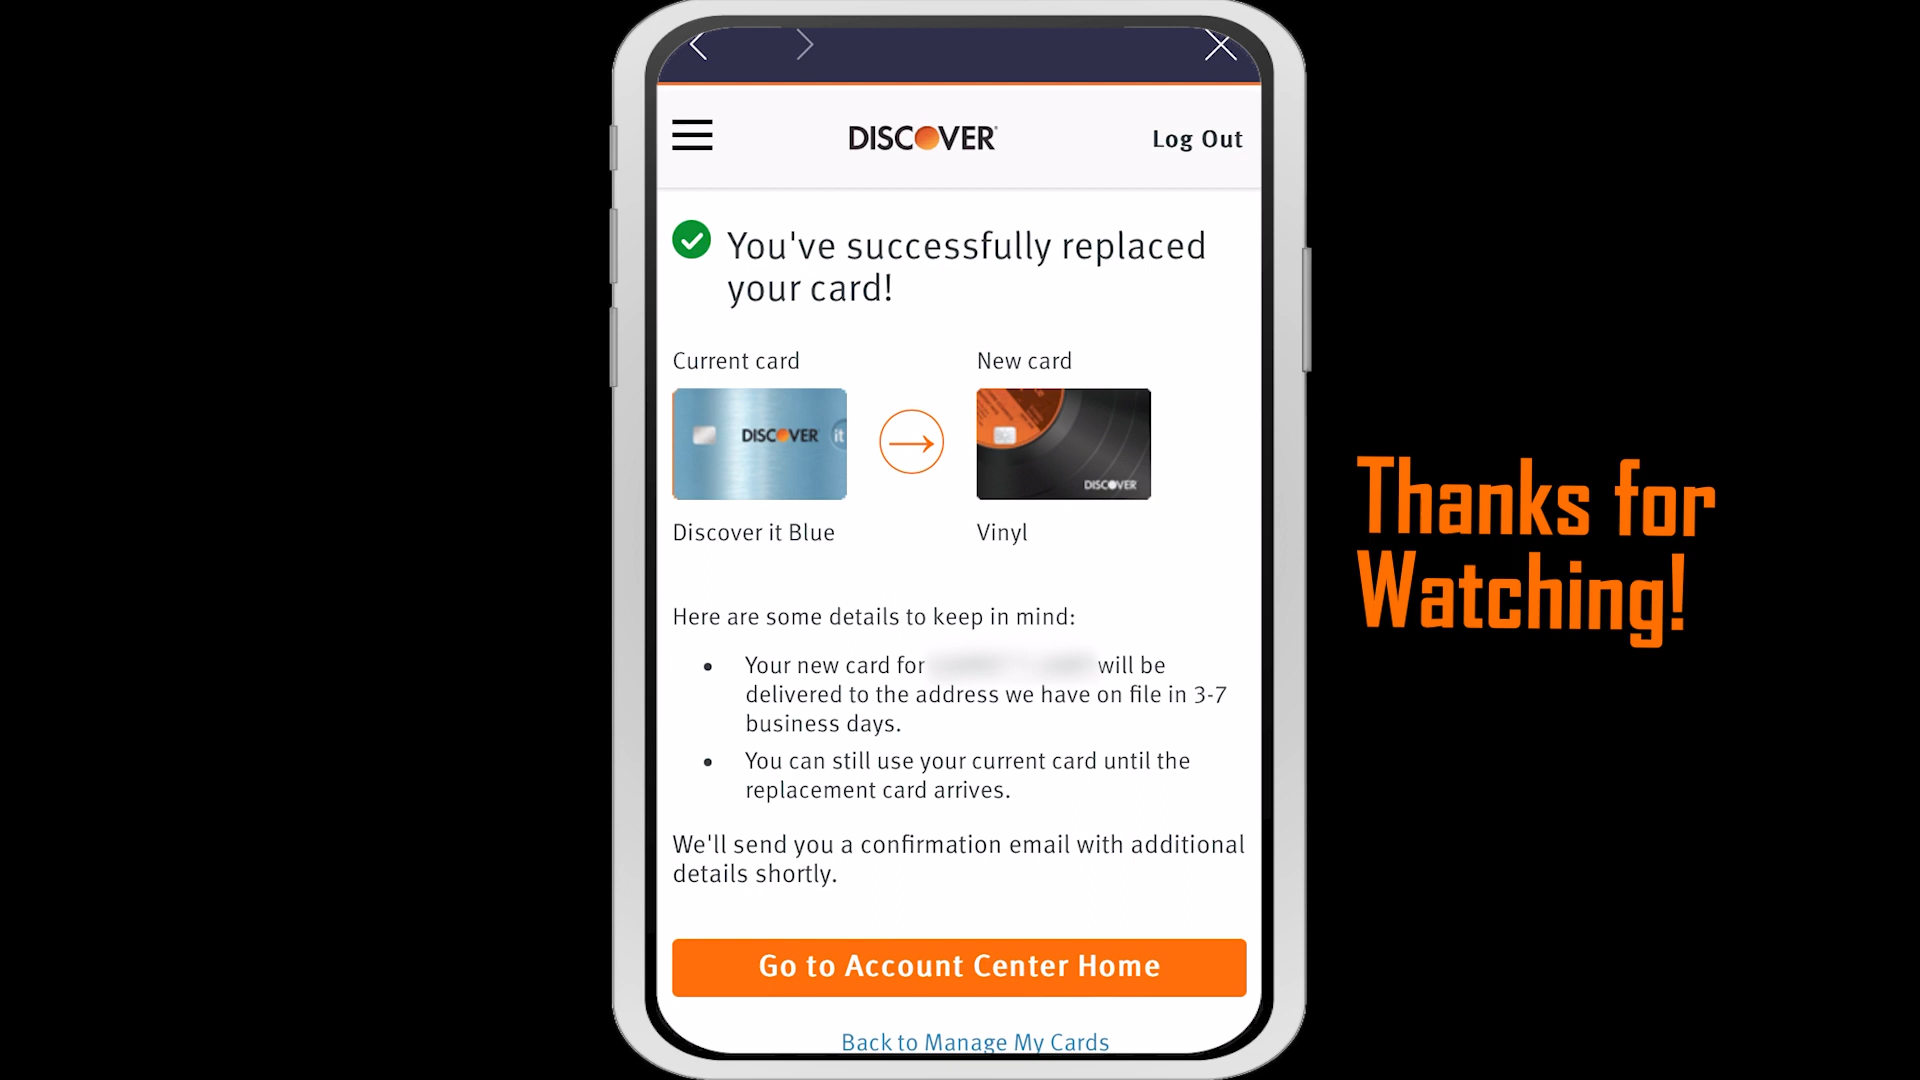 DISCOVER
Log Out
You've successfully replaced
your card!
Current card
New card
DISCOVER it
DISCOVER
Discover it Blue
Vinyl
Here are some details to keep in mind:
• Your new card for will be
delivered to the address we have on file in 3-7
business days.
• You can still use your current card until the
replacement card arrives.
We'll send you a confirmation email with additional
details shortly.
Go to Account Center Home
Back to Manage My Cards
Thanks for
Watching!